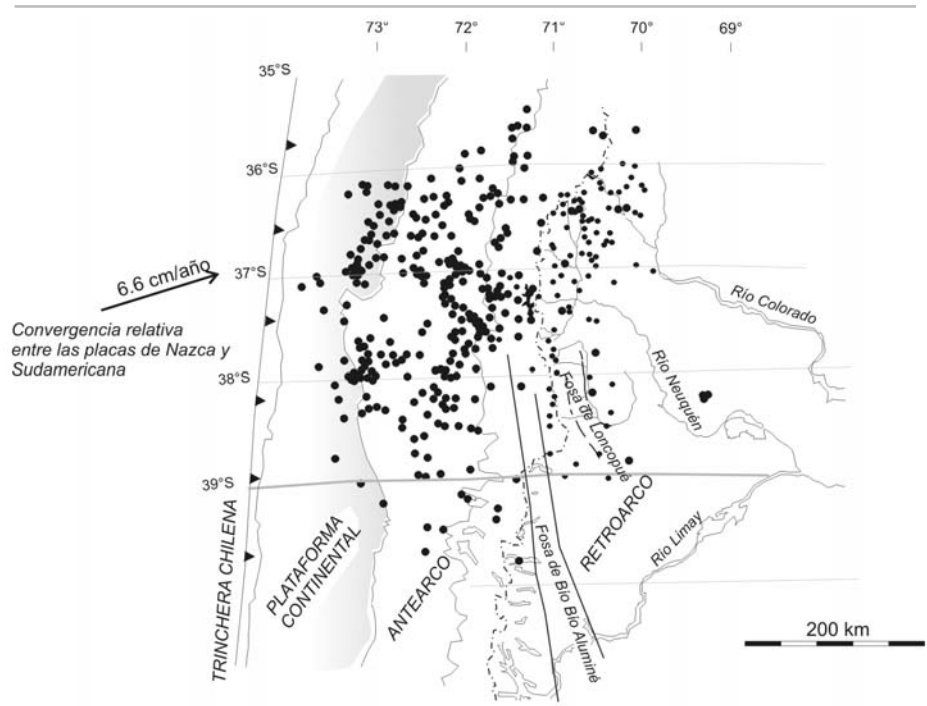 73° 72° 71° 70° 69°
35°S
36°S
37°S
6.6 cm/año
Convergencia relativa
entre las placas de Nazca y
Sudamericana
38°S
39°S
Río Colorado
Río Neuquén
Fosa de Loncopué
TRINCHERA CHILENA
PLATAFORMA
CONTINENTAL
ANTEARCO
Fosa de Bío Bío Aluminé
RETROARCO
Río Limay
200 km